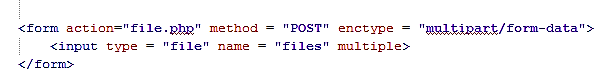 <form action="file.php" method = "POST" enctype = "multipart/form-data">
<input type = "file" name = "files" multiple>
</form>